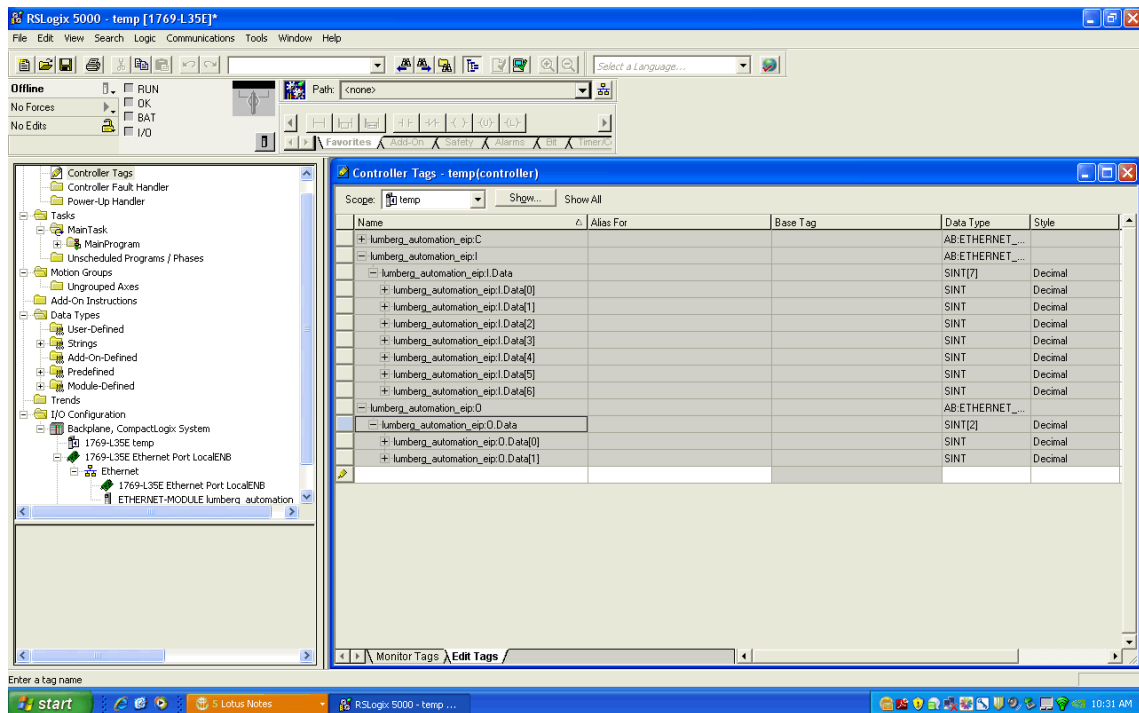 RSLogix 5000 - temp [1769-L35E]*
File Edit View Search Logic Communications Tools Window Help
Select a Language...
Offline
RUN
Path: <none>
No Forces
OK
BAT
No Edits
I/O
Favorites Add-On Safety Alarms Bit Timer/C
Controller Tags
Controller Fault Handler
Power-Up Handler
Tasks
MainTask
MainProgram
Unscheduled Programs / Phases
Motion Groups
Ungrouped Axes
Add-On Instructions
Data Types
User-Defined
Strings
Add-On-Defined
Predefined
Module-Defined
Trends
I/O Configuration
Backplane, CompactLogix System
1769-L35E temp
1769-L35E Ethernet Port LocalENB
Ethernet
1769-L35E Ethernet Port LocalENB
ETHERNET-MODULE lumberg_automation
Controller Tags - temp(controller)
Scope: temp Show... Show All
Name Alias For Base Tag Data Type Style
lumberg_automation_eip:C AB:ETHERNET_...
lumberg_automation_eip:I AB:ETHERNET_...
lumberg_automation_eip:I.Data SINT[7] Decimal
lumberg_automation_eip:I.Data[0] SINT Decimal
lumberg_automation_eip:I.Data[1] SINT Decimal
lumberg_automation_eip:I.Data[2] SINT Decimal
lumberg_automation_eip:I.Data[3] SINT Decimal
lumberg_automation_eip:I.Data[4] SINT Decimal
lumberg_automation_eip:I.Data[5] SINT Decimal
lumberg_automation_eip:I.Data[6] SINT Decimal
lumberg_automation_eip:O AB:ETHERNET_...
lumberg_automation_eip:O.Data SINT[2] Decimal
lumberg_automation_eip:O.Data[0] SINT Decimal
lumberg_automation_eip:O.Data[1] SINT Decimal
Monitor Tags Edit Tags
Enter a tag name
start 5 Lotus Notes RSLogix 5000 - temp ... 10:31 AM